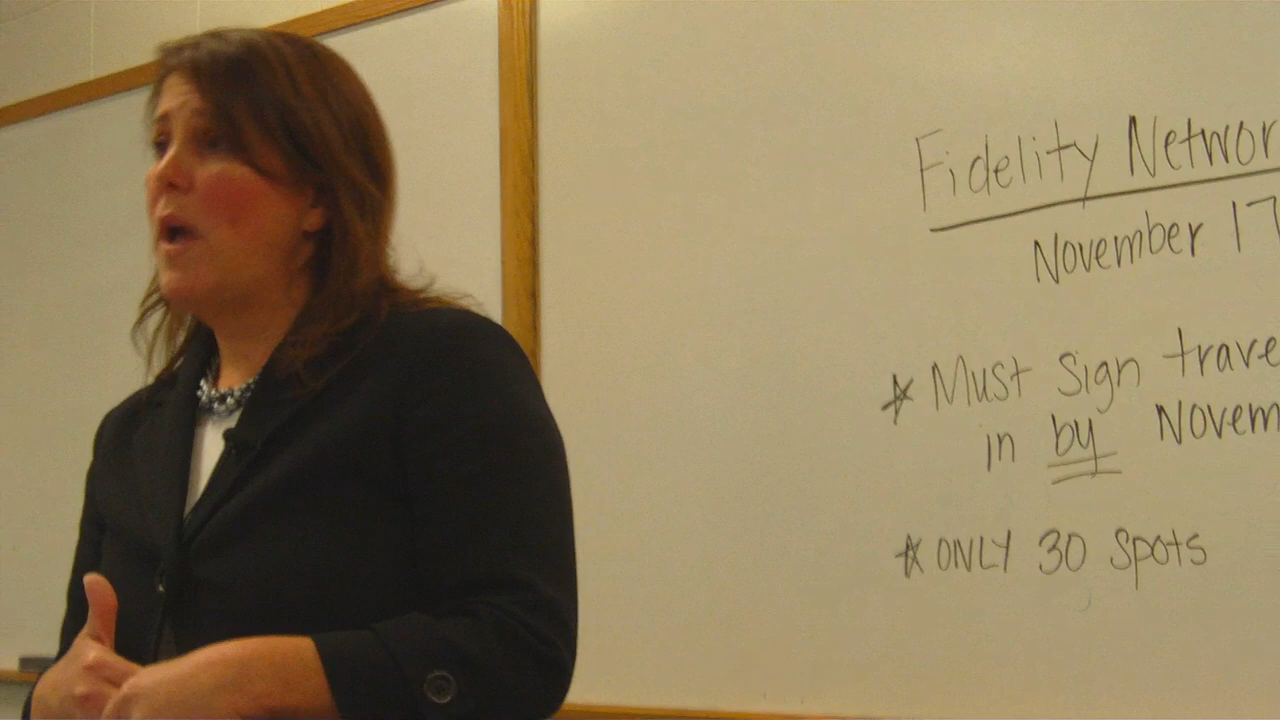 Fidelity Networ
November 17
* Must sign trave
in by Novem
* ONLY 30 spots